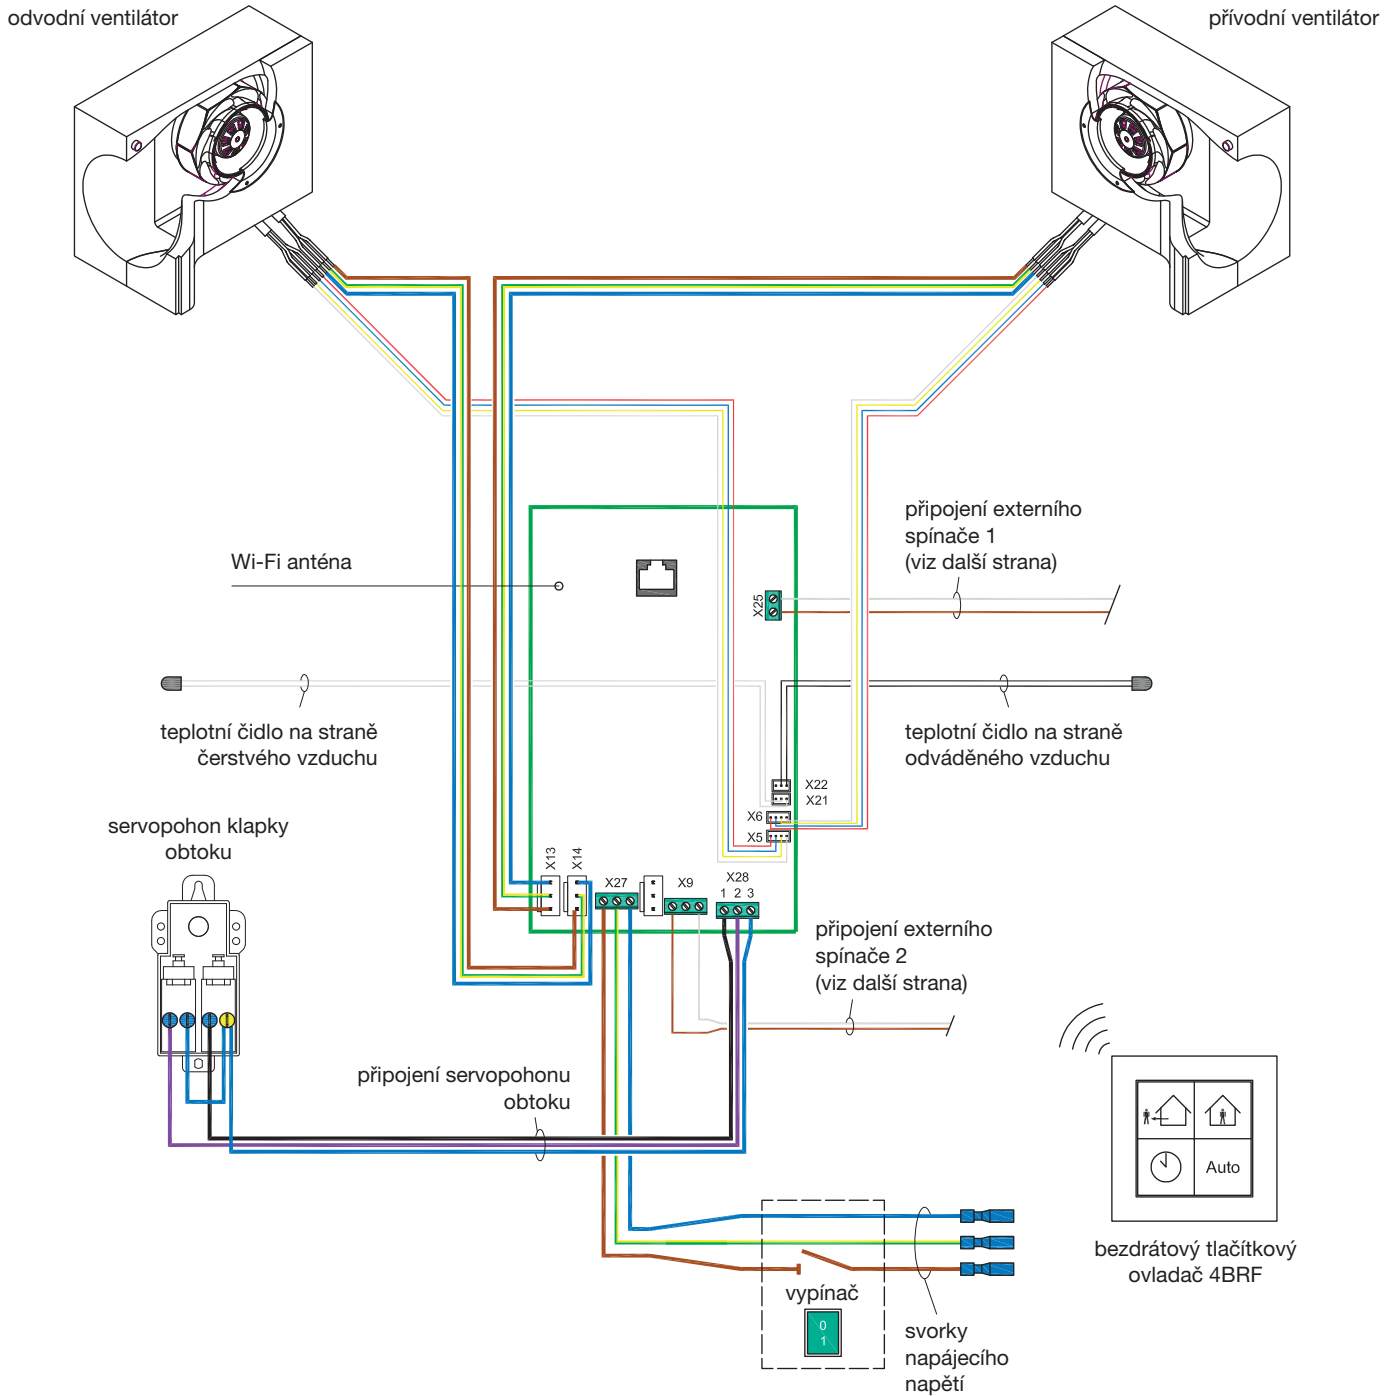 odvodní ventilátor
přívodní ventilátor
připojení externího
spínače 1
(viz další strana)
Wi-Fi anténa
X25
teplotní čidlo na straně
čerstvého vzduchu
teplotní čidlo na straně
odváděného vzduchu
X22
X21
X6
X5
servopohon klapky
obtoku
X13
X14
X27
X9
X28
1 2 3
připojení externího
spínače 2
(viz další strana)
připojení servopohonu
obtoku
Auto
bezdrátový tlačítkový
ovladač 4BRF
vypínač
0
1
svorky
napájecího
napětí